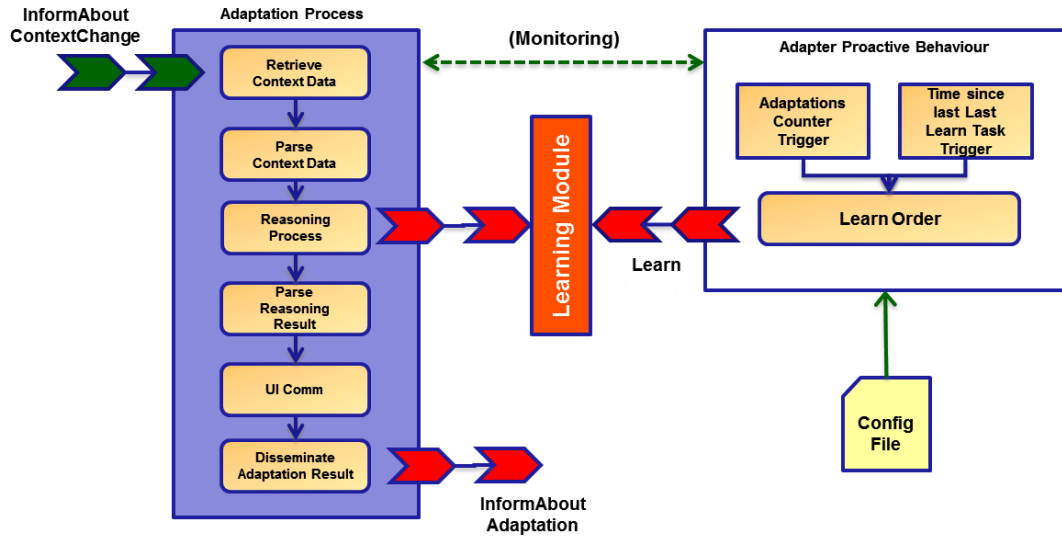 InformAbout
ContextChange
Adaptation Process
Retrieve
Context Data
Parse
Context Data
Reasoning
Process
Parse
Reasoning
Result
UI Comm
Disseminate
Adaptation Result
InformAbout
Adaptation
(Monitoring)
Learning Module
Learn
Adapter Proactive Behaviour
Adaptations
Counter
Trigger
Time since
last Last
Learn Task
Trigger
Learn Order
Config
File